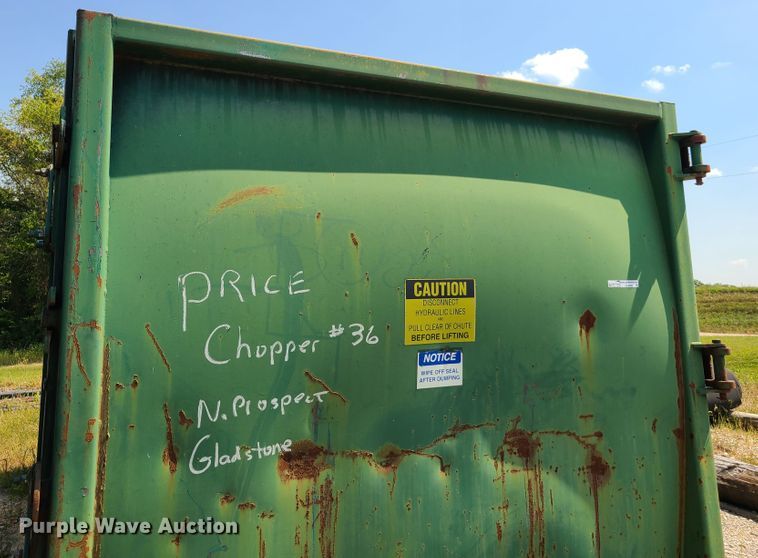 PRICE
Chopper #36
N. Prospect
Gladstone
CAUTION
DISCONNECT
HYDRAULIC LINES
AND
PULL CLEAR OF CHUTE
BEFORE LIFTING
NOTICE
WIPE OFF SEAL
AFTER DUMPING
Purple Wave Auction